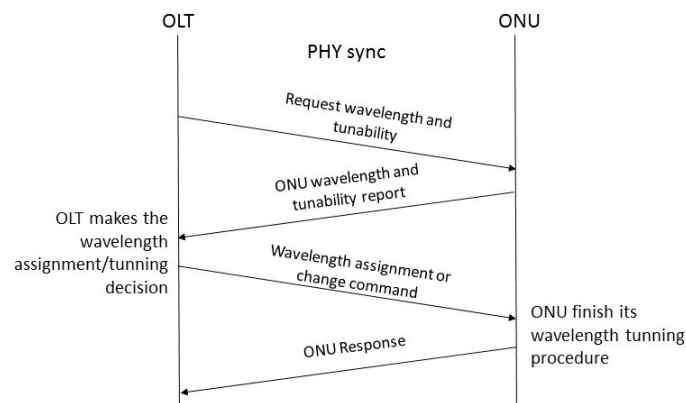 OLT
ONU
PHY sync
Request wavelength and
tunability
ONU wavelength and
tunability report
OLT makes the
wavelength
assignment/tunning
decision
Wavelength assignment or
change command
ONU finish its
wavelength tunning
procedure
ONU Response